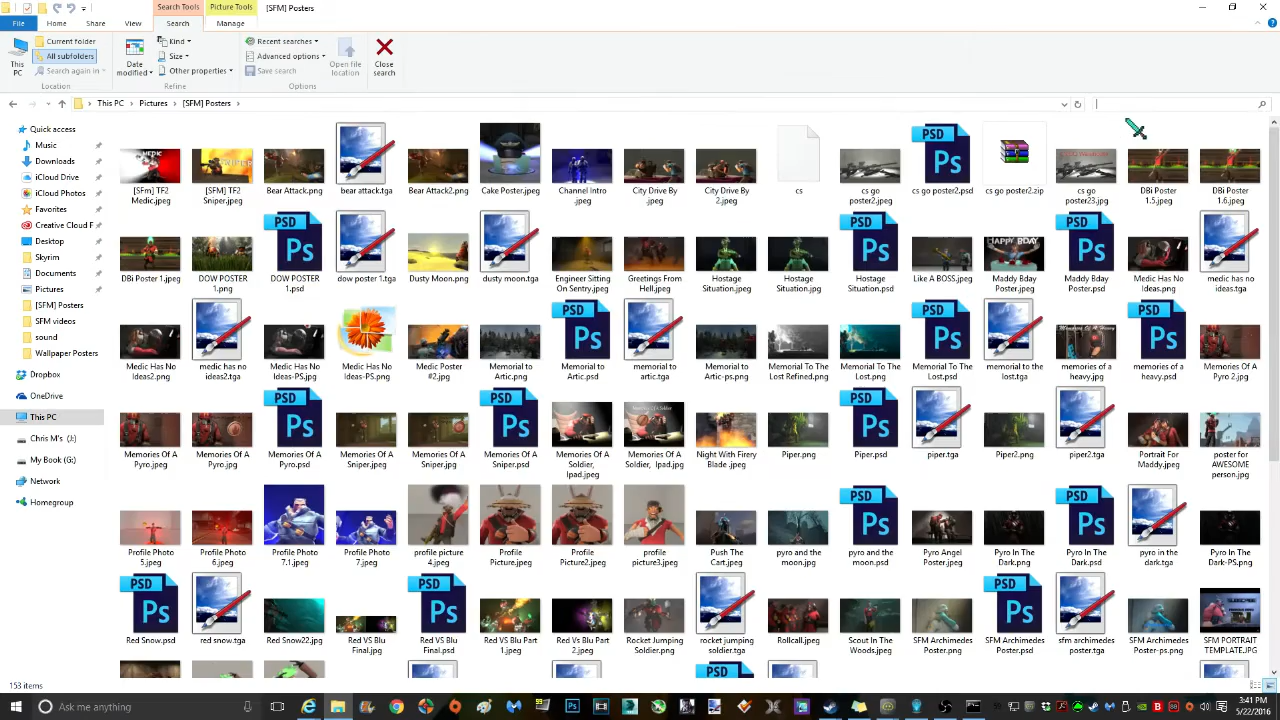 Search Tools
Picture Tools
[SFM] Posters
File
Home
Share
View
Search
Manage
This PC
Current folder
All subfolders
Search again in
Location
Date modified
Kind
Size
Other properties
Refine
Recent searches
Advanced options
Save search
Options
Open file location
Close search
This PC
Pictures
[SFM] Posters
Quick access
Music
Downloads
iCloud Drive
iCloud Photos
Favorites
Creative Cloud F
Desktop
Skyrim
Documents
Pictures
[SFM] Posters
SFM videos
sound
Wallpaper Posters
Dropbox
OneDrive
This PC
Chris M's (J:)
My Book (G:)
Network
Homegroup
[SFm] TF2 Medic.jpeg
[SFM] TF2 Sniper.jpeg
Bear Attack.png
bear attack.tga
Bear Attack2.png
Cake Poster.jpeg
Channel Intro .jpeg
City Drive By .jpeg
City Drive By 2.jpeg
cs
cs go poster2.jpeg
cs go poster2.psd
cs go poster2.zip
cs go poster23.jpg
DBi Poster 1.5.jpeg
DBi Poster 1.6.jpeg
DBi Poster 1.jpeg
DOW POSTER 1.png
DOW POSTER 1.psd
dow poster 1.tga
Dusty Moon.png
dusty moon.tga
Engineer Sitting On Sentry.jpeg
Greetings From Hell.jpeg
Hostage Situation.jpeg
Hostage Situation.jpg
Hostage Situation.psd
Like A BOSS.jpeg
Maddy Bday Poster.jpeg
Maddy Bday Poster.psd
Medic Has No Ideas.png
medic has no ideas.tga
Medic Has No Ideas2.png
medic has no ideas2.tga
Medic Has No Ideas-PS.jpg
Medic Has No Ideas-PS.png
Medic Poster #2.jpeg
Memorial to Artic.png
Memorial to Artic.psd
memorial to artic.tga
Memorial to Artic-ps.png
Memorial To The Lost Refined.png
Memorial To The Lost.png
Memorial To The Lost.psd
memorial to the lost.tga
memories of a heavy.jpg
memories of a heavy.psd
Memories Of A Pyro 2.jpg
Memories Of A Pyro.jpeg
Memories Of A Pyro.jpg
Memories Of A Pyro.psd
Memories Of A Sniper.jpeg
Memories Of A Sniper.jpg
Memories Of A Sniper.psd
Memories Of A Soldier, Ipad.jpeg
Memories Of A Soldier, Ipad.jpg
Night With Firery Blade .jpeg
Piper.png
Piper.psd
piper.tga
Piper2.png
piper2.tga
Portrait For Maddy.jpeg
poster for AWESOME person.jpg
Profile Photo 5.jpeg
Profile Photo 6.jpeg
Profile Photo 7.1.jpeg
Profile Photo 7.jpeg
profile picture 4.jpeg
Profile Picture.jpeg
Profile Picture2.jpeg
profile picture3.jpeg
Push The Cart.jpeg
pyro and the moon.jpg
pyro and the moon.psd
Pyro Angel Poster.jpeg
Pyro In The Dark.png
Pyro In The Dark.psd
pyro in the dark.tga
Pyro In The Dark-PS.png
Red Snow.psd
red snow.tga
Red Snow22.jpg
Red VS Blu Final.jpg
Red VS Blu Final.psd
Red VS Blu Part 1.jpeg
Red Vs Blu Part 2.jpeg
Rocket Jumping Soldier.png
rocket jumping soldier.tga
Rollcall.jpeg
Scout In The Woods.jpeg
SFM Archimedes Poster.png
SFM Archimedes Poster.psd
sfm archimedes poster.tga
SFM Archimedes Poster-ps.png
SFM PORTRAIT TEMPLATE.JPG
153 items
Ask me anything
3:41 PM
5/22/2016